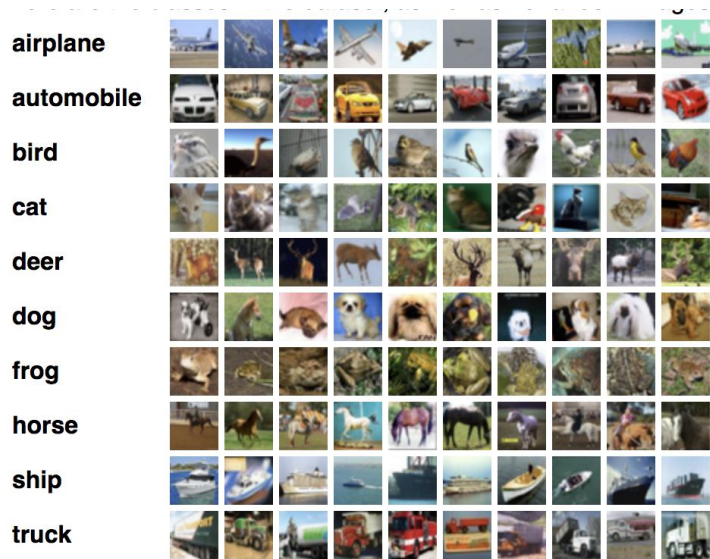 airplane
automobile
bird
cat
deer
dog
frog
horse
ship
truck